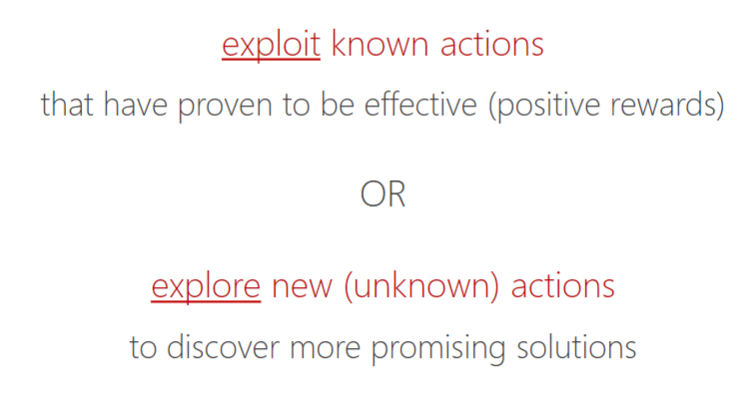 exploit known actions
that have proven to be effective (positive rewards)
OR
explore new (unknown) actions
to discover more promising solutions